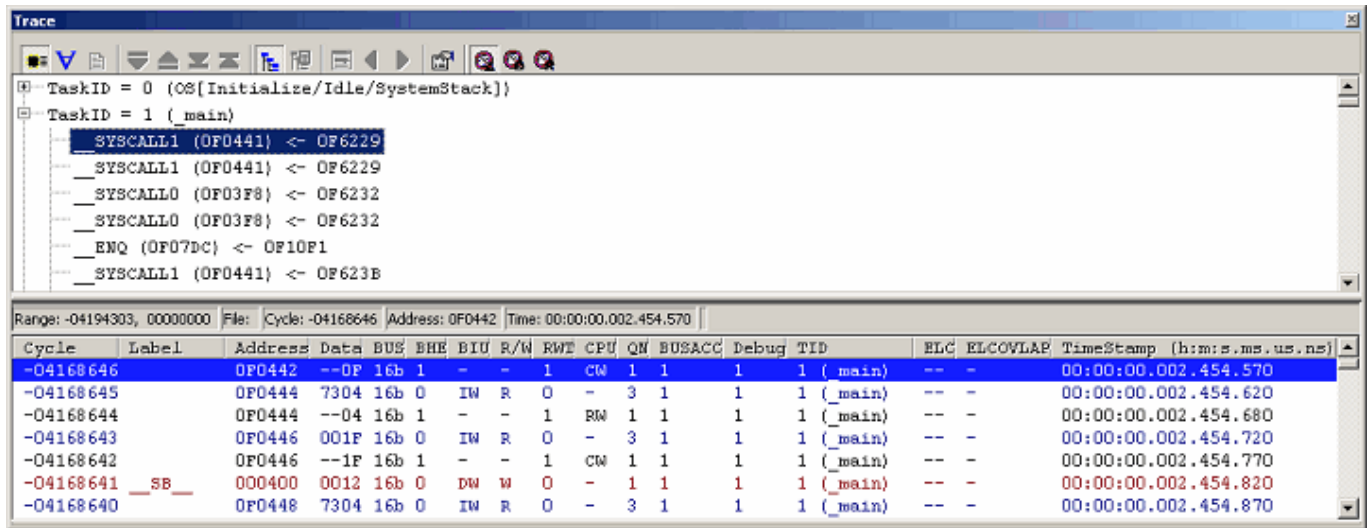 Trace
TaskID = 0 (OS[Initialize/Idle/SystemStack])
TaskID = 1 (_main)
__SYSCALL1 (0F0441) <- 0F6229
__SYSCALL1 (0F0441) <- 0F6229
__SYSCALL0 (0F03F8) <- 0F6232
__SYSCALL0 (0F03F8) <- 0F6232
__ENQ (0F07DC) <- 0F10F1
__SYSCALL1 (0F0441) <- 0F623B
Range: -04194303, 00000000 File: Cycle: -04168646 Address: 0F0442 Time: 00:00:00.002.454.570
Cycle Label Address Data BUS BHE BIU R/W RWT CPU QN BUSACC Debug TID ELC ELCOVLAP TimeStamp (h:m:s.ms.us.ns)
-04168646 0F0442 --0F 16b 1 - - 1 CW 1 1 1 1 (_main) -- - 00:00:00.002.454.570
-04168645 0F0444 7304 16b 0 IW R 0 - 3 1 1 1 (_main) -- - 00:00:00.002.454.620
-04168644 0F0444 --04 16b 1 - - 1 RW 1 1 1 1 (_main) -- - 00:00:00.002.454.680
-04168643 0F0446 001F 16b 0 IW R 0 - 3 1 1 1 (_main) -- - 00:00:00.002.454.720
-04168642 0F0446 --1F 16b 1 - - 1 CW 1 1 1 1 (_main) -- - 00:00:00.002.454.770
-04168641 __SB__ 000400 0012 16b 0 DW W 0 - 1 1 1 1 (_main) -- - 00:00:00.002.454.820
-04168640 0F0448 7304 16b 0 IW R 0 - 3 1 1 1 (_main) -- - 00:00:00.002.454.870